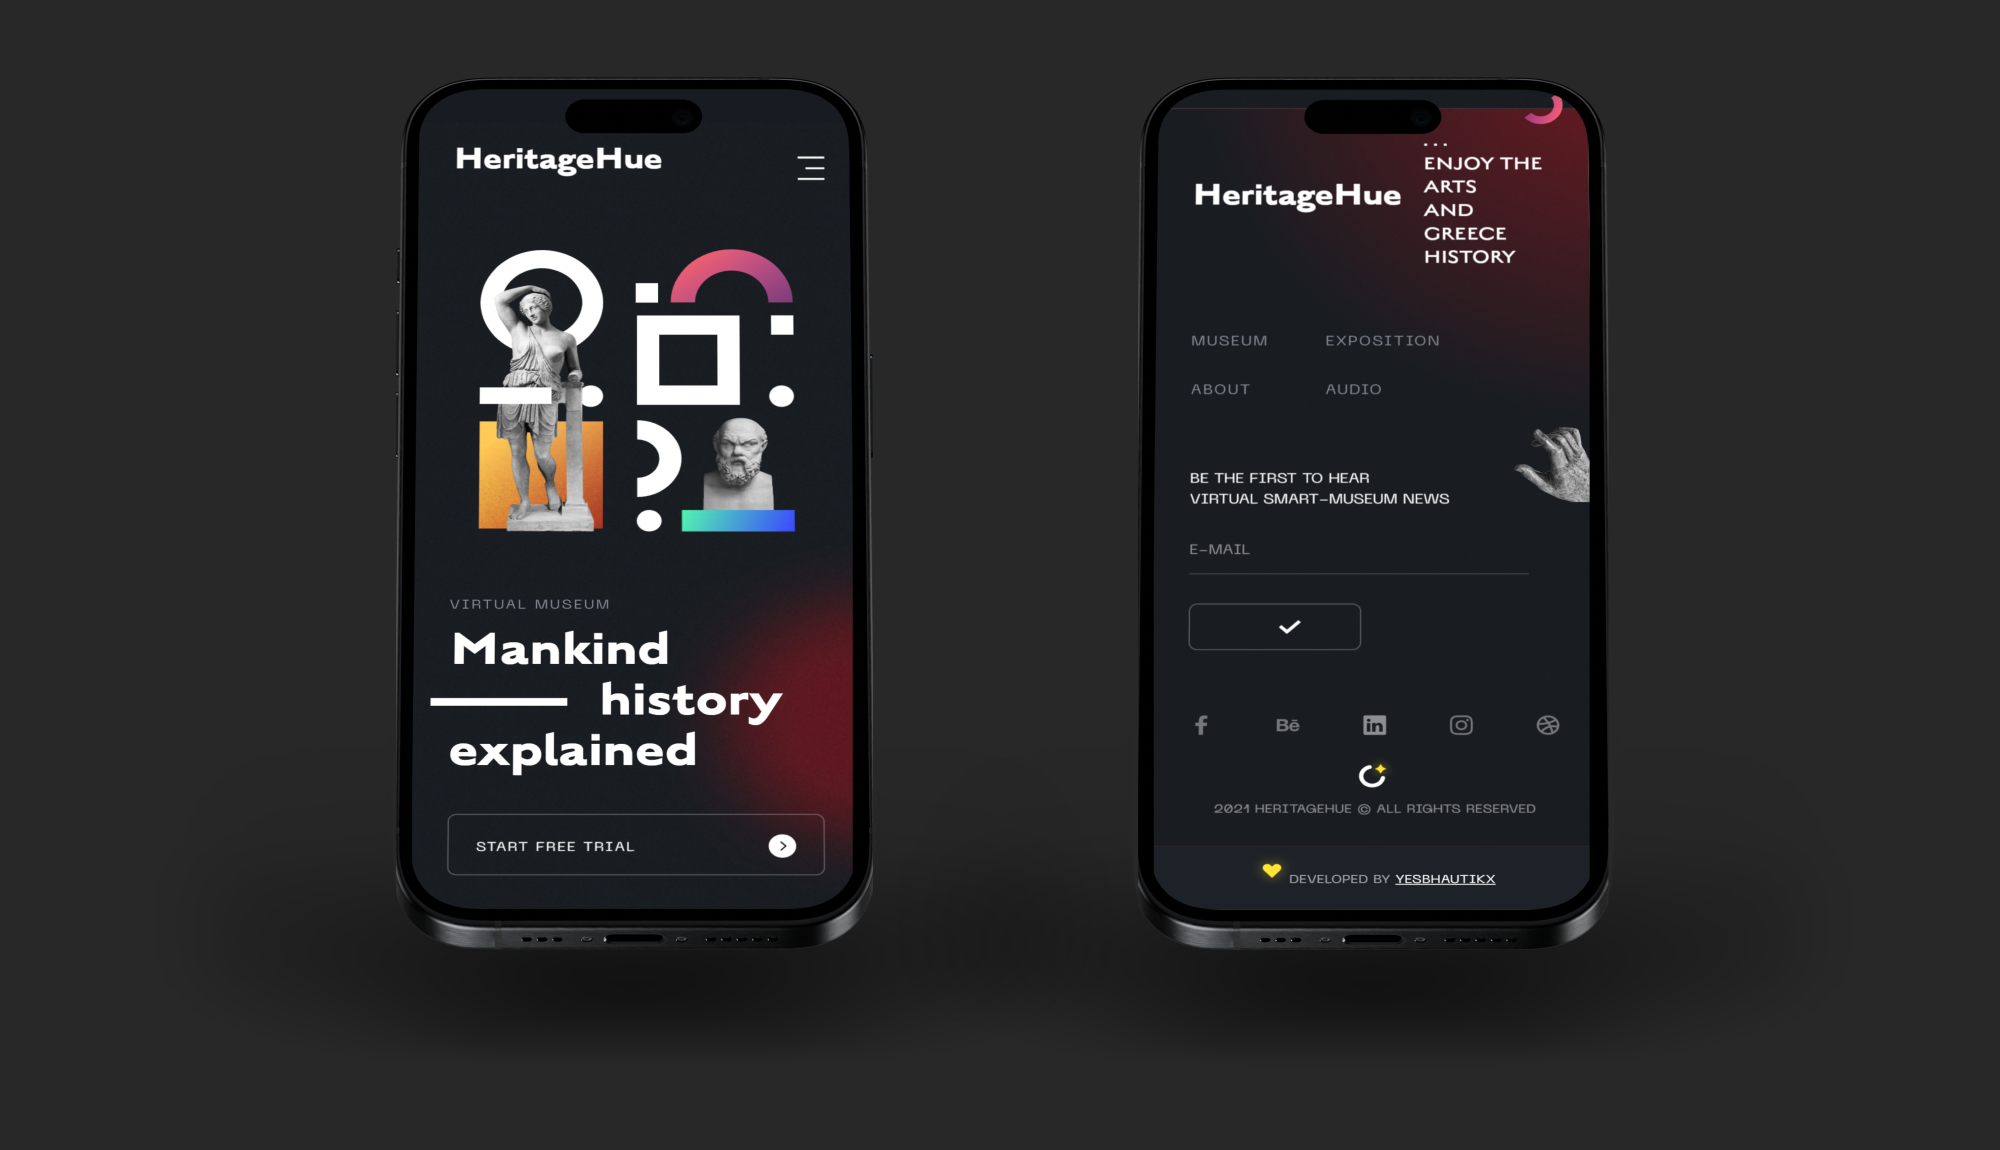 HeritageHue
VIRTUAL MUSEUM
Mankind
history
explained
START FREE TRIAL
...
ENJOY THE
ARTS
AND
GREECE
HISTORY
HeritageHue
MUSEUM EXPOSITION
ABOUT AUDIO
BE THE FIRST TO HEAR
VIRTUAL SMART-MUSEUM NEWS
E-MAIL
Bē
in
2021 HERITAGEHUE © ALL RIGHTS RESERVED
DEVELOPED BY YESBHAUTIKX